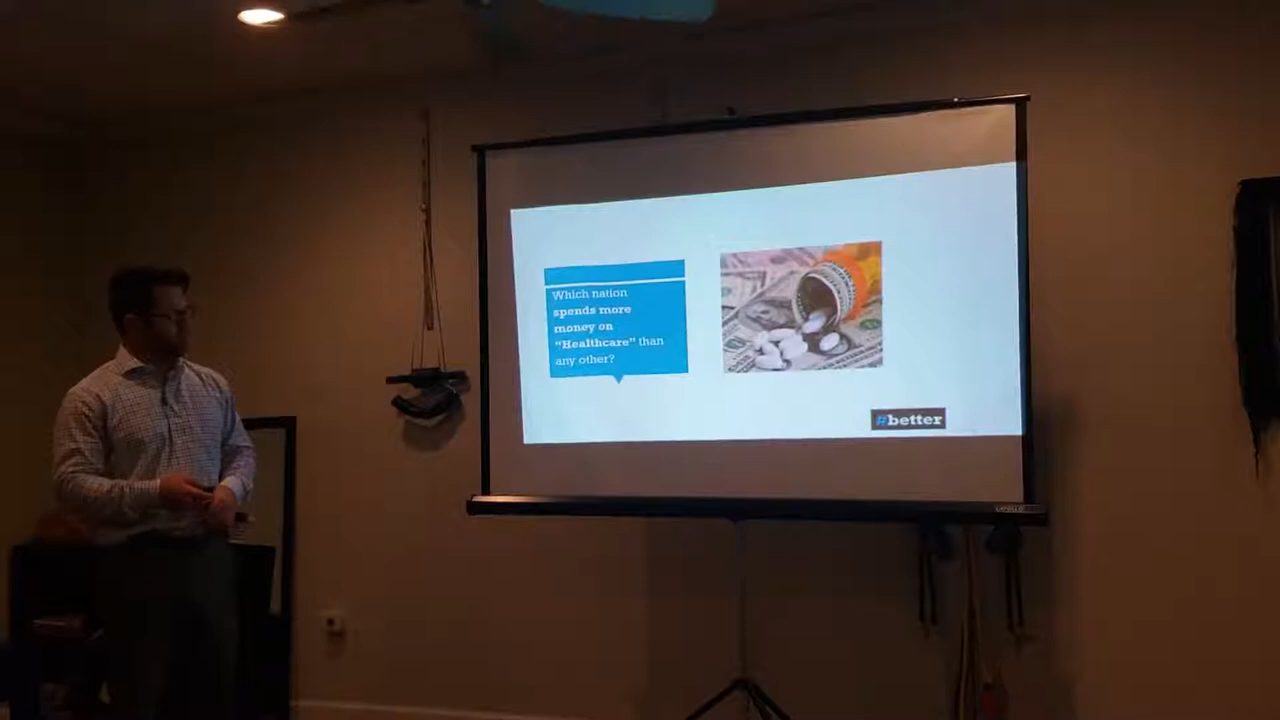 Which nation
spends more
money on
“Healthcare” than
any other?
#better